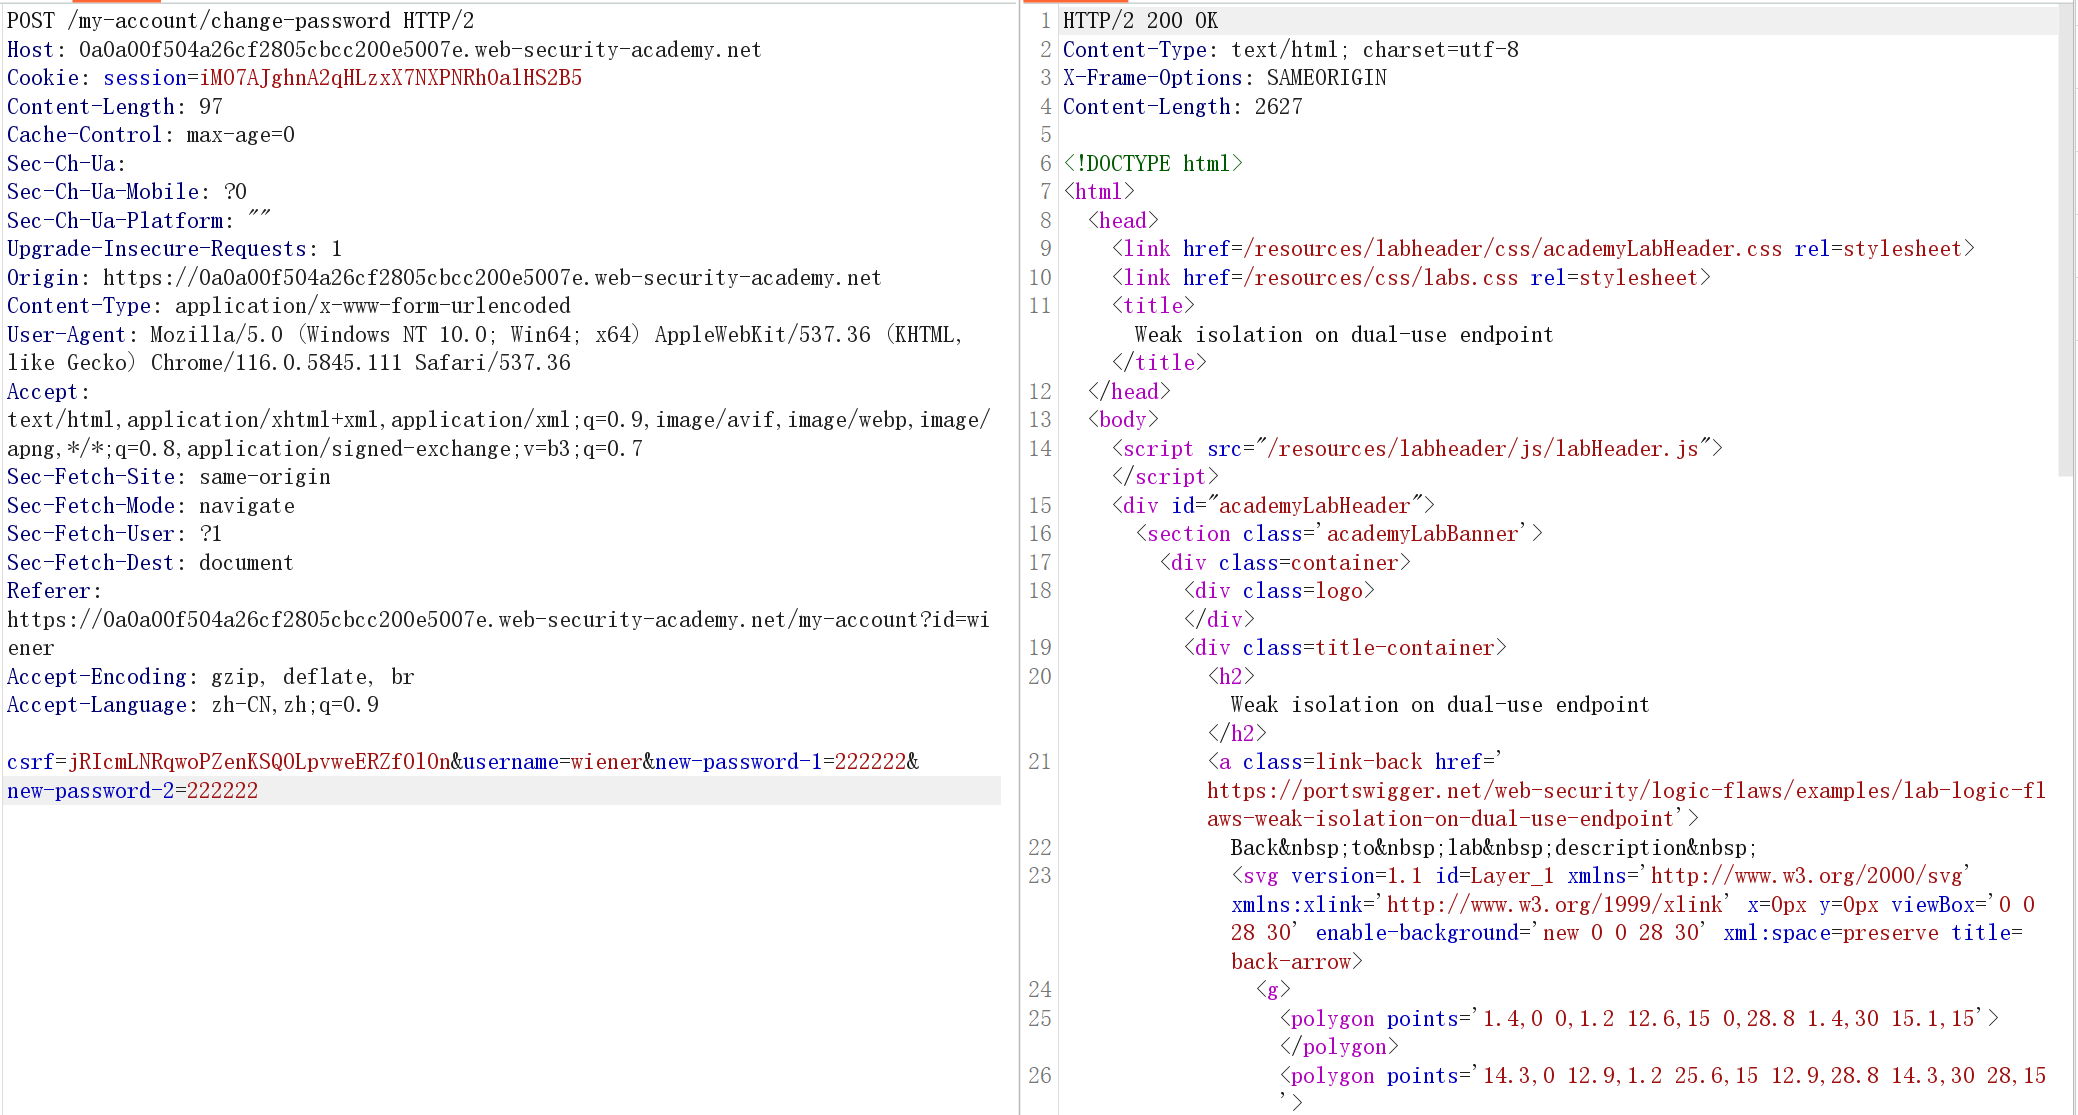 POST /my-account/change-password HTTP/2
Host: 0a0a00f504a26cf2805cbcc200e5007e.web-security-academy.net
Cookie: session=iMO7AJghnA2qHLzxX7NXPNRhOalHS2B5
Content-Length: 97
Cache-Control: max-age=0
Sec-Ch-Ua:
Sec-Ch-Ua-Mobile: ?0
Sec-Ch-Ua-Platform: ""
Upgrade-Insecure-Requests: 1
Origin: https://0a0a00f504a26cf2805cbcc200e5007e.web-security-academy.net
Content-Type: application/x-www-form-urlencoded
User-Agent: Mozilla/5.0 (Windows NT 10.0; Win64; x64) AppleWebKit/537.36 (KHTML,
like Gecko) Chrome/116.0.5845.111 Safari/537.36
Accept:
text/html,application/xhtml+xml,application/xml;q=0.9,image/avif,image/webp,image/
apng,*/*;q=0.8,application/signed-exchange;v=b3;q=0.7
Sec-Fetch-Site: same-origin
Sec-Fetch-Mode: navigate
Sec-Fetch-User: ?1
Sec-Fetch-Dest: document
Referer:
https://0a0a00f504a26cf2805cbcc200e5007e.web-security-academy.net/my-account?id=wi
ener
Accept-Encoding: gzip, deflate, br
Accept-Language: zh-CN,zh;q=0.9

csrf=jRIcmLNRqwoPZenKSQOLpvweERZfOlOn&username=wiener&new-password-1=222222&
new-password-2=222222
1 HTTP/2 200 OK
2 Content-Type: text/html; charset=utf-8
3 X-Frame-Options: SAMEORIGIN
4 Content-Length: 2627
5
6 <!DOCTYPE html>
7 <html>
8 <head>
9 <link href=/resources/labheader/css/academyLabHeader.css rel=stylesheet>
10 <link href=/resources/css/labs.css rel=stylesheet>
11 <title>
Weak isolation on dual-use endpoint
</title>
12 </head>
13 <body>
14 <script src="/resources/labheader/js/labHeader.js">
</script>
15 <div id="academyLabHeader">
16 <section class='academyLabBanner'>
17 <div class=container>
18 <div class=logo>
</div>
19 <div class=title-container>
20 <h2>
Weak isolation on dual-use endpoint
</h2>
21 <a class=link-back href='
https://portswigger.net/web-security/logic-flaws/examples/lab-logic-fl
aws-weak-isolation-on-dual-use-endpoint'>
22 Back&nbsp;to&nbsp;lab&nbsp;description&nbsp;
23 <svg version=1.1 id=Layer_1 xmlns='http://www.w3.org/2000/svg'
xmlns:xlink='http://www.w3.org/1999/xlink' x=0px y=0px viewBox='0 0
28 30' enable-background='new 0 0 28 30' xml:space=preserve title=
back-arrow>
24 <g>
25 <polygon points='1.4,0 0,1.2 12.6,15 0,28.8 1.4,30 15.1,15'>
</polygon>
26 <polygon points='14.3,0 12.9,1.2 25.6,15 12.9,28.8 14.3,30 28,15
'>